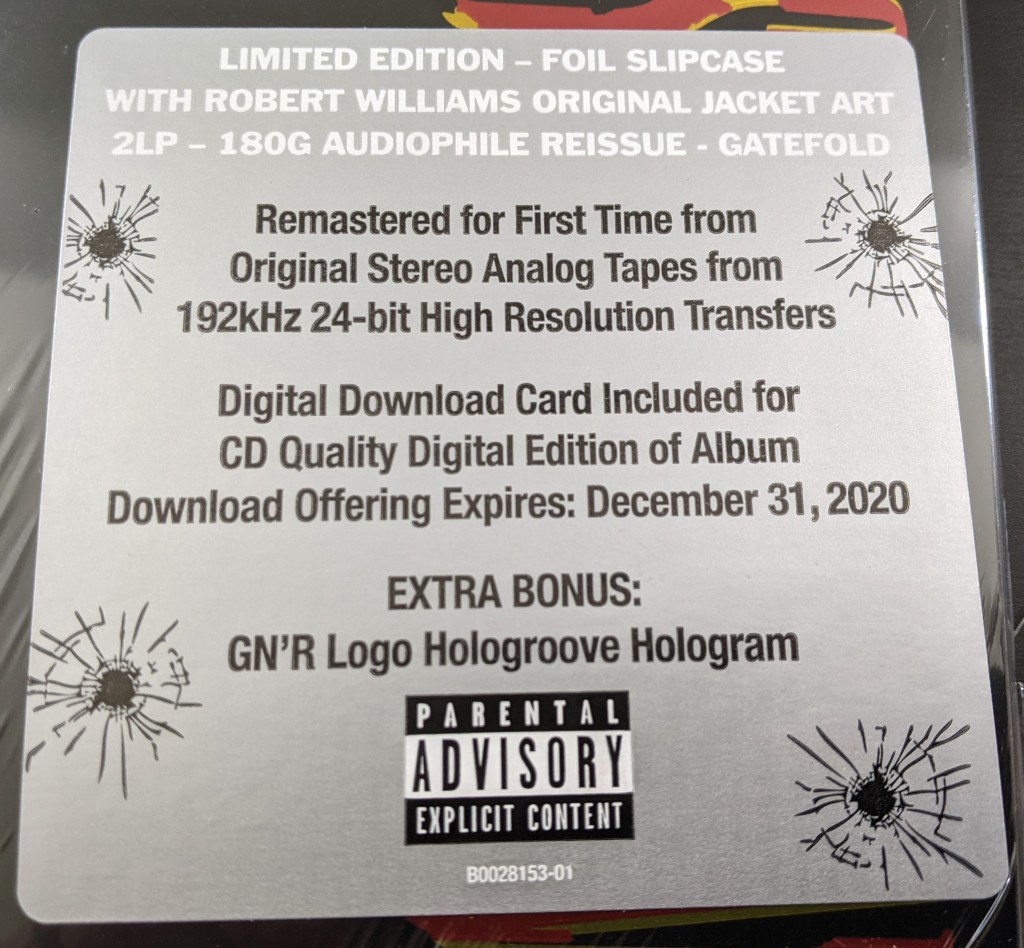 LIMITED EDITION – FOIL SLIPCASE
WITH ROBERT WILLIAMS ORIGINAL JACKET ART
2LP – 180G AUDIOPHILE REISSUE - GATEFOLD
Remastered for First Time from
Original Stereo Analog Tapes from
192kHz 24-bit High Resolution Transfers
Digital Download Card Included for
CD Quality Digital Edition of Album
Download Offering Expires: December 31, 2020
EXTRA BONUS:
GN'R Logo Hologroove Hologram
PARENTAL
ADVISORY
EXPLICIT CONTENT
B0028153-01